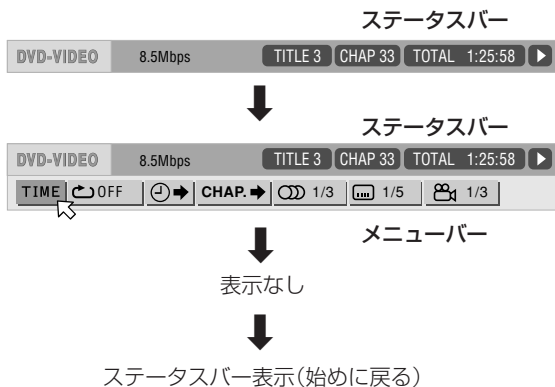 ステータスバー
DVD-VIDEO 8.5Mbps TITLE 3 CHAP 33 TOTAL 1:25:58
ステータスバー
DVD-VIDEO 8.5Mbps TITLE 3 CHAP 33 TOTAL 1:25:58
TIME OFF CHAP. 1/3 1/5 1/3
メニューバー
表示なし
ステータスバー表示(始めに戻る)